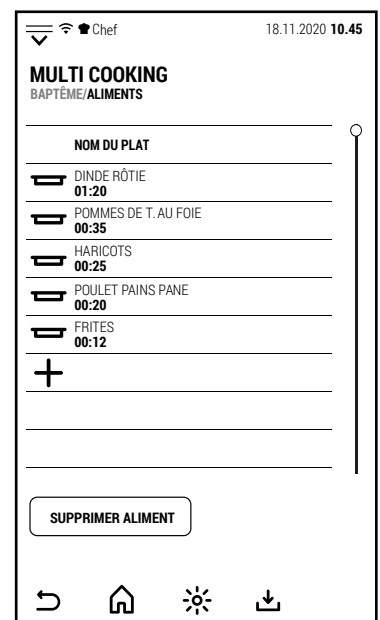 Chef 18.11.2020 10.45
MULTI COOKING
BAPTÊME/ALIMENTS
NOM DU PLAT
DINDE RÔTIE
01:20
POMMES DE T. AU FOIE
00:35
HARICOTS
00:25
POULET PAINS PANE
00:20
FRITES
00:12
SUPPRIMER ALIMENT